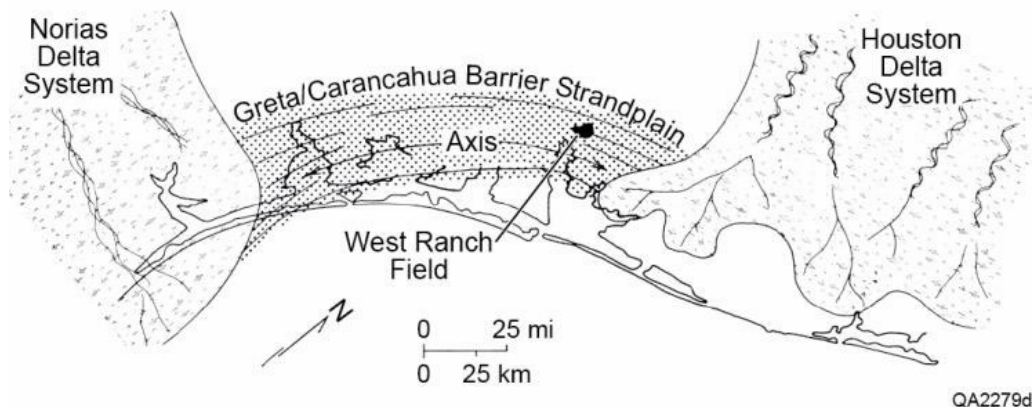 Norias
Delta
System
Greta/Carancahua Barrier Strandplain
Axis
Houston
Delta
System
West Ranch
Field
N
0 25 mi
0 25 km
QA2279d